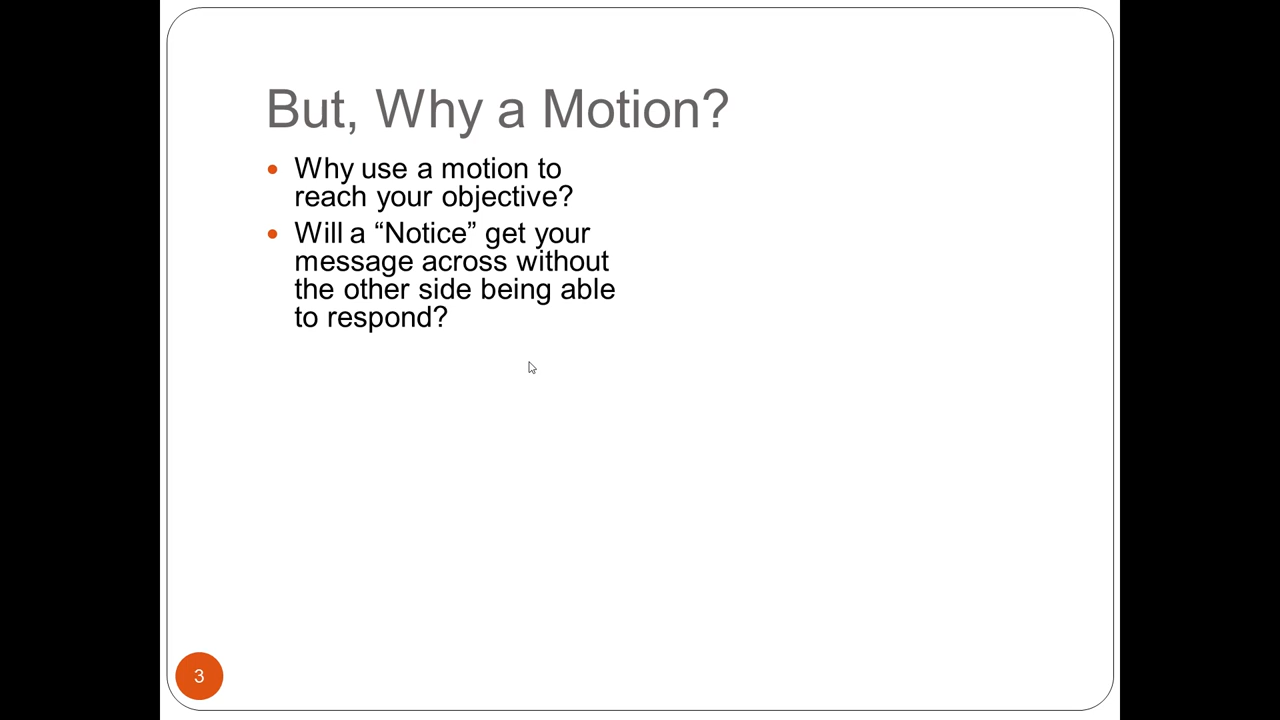 But, Why a Motion?
Why use a motion to
reach your objective?
Will a “Notice” get your
message across without
the other side being able
to respond?
3